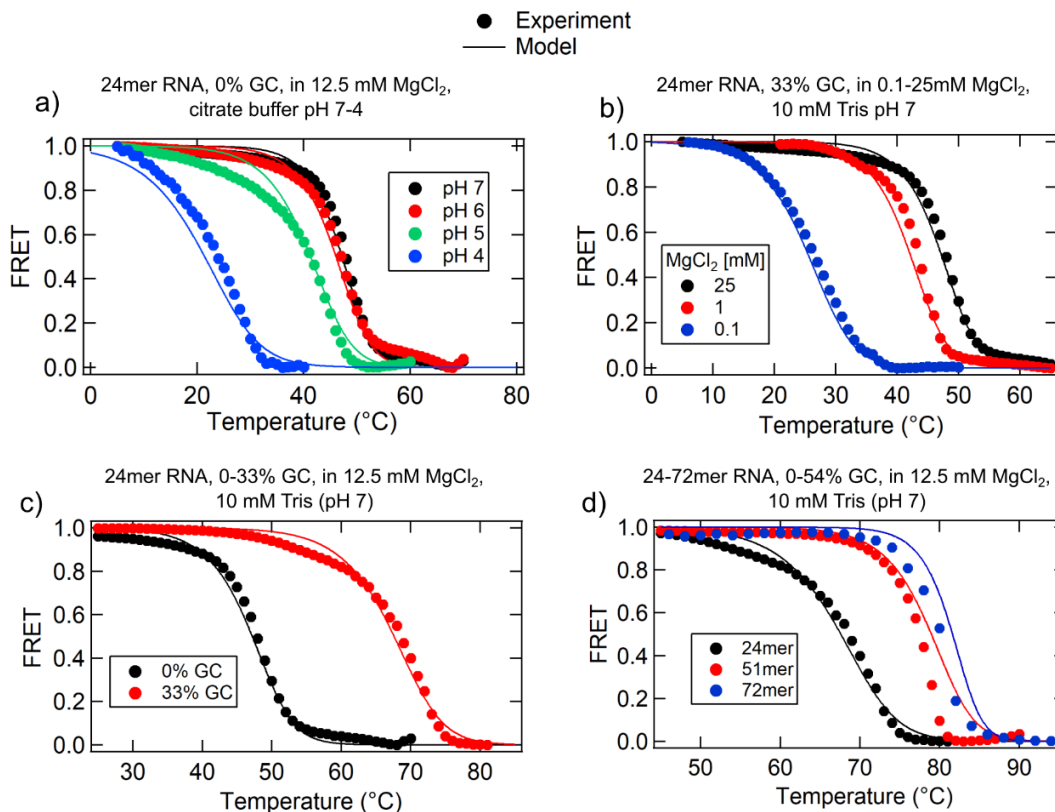 Experiment
Model
24mer RNA, 0% GC, in 12.5 mM MgCl₂,
citrate buffer pH 7-4
a)
1.0
0.8
0.6
0.4
0.2
0.0
FRET
pH 7
pH 6
pH 5
pH 4
0 20 40 60 80
Temperature (°C)
24mer RNA, 33% GC, in 0.1-25mM MgCl₂,
10 mM Tris pH 7
b)
1.0
0.8
0.6
0.4
0.2
0.0
FRET
MgCl₂ [mM]
25
1
0.1
0 10 20 30 40 50 60
Temperature (°C)
24mer RNA, 0-33% GC, in 12.5 mM MgCl₂,
10 mM Tris (pH 7)
c)
1.0
0.8
0.6
0.4
0.2
0.0
FRET
0% GC
33% GC
30 40 50 60 70 80
Temperature (°C)
24-72mer RNA, 0-54% GC, in 12.5 mM MgCl₂,
10 mM Tris (pH 7)
d)
1.0
0.8
0.6
0.4
0.2
0.0
FRET
24mer
51mer
72mer
50 60 70 80 90
Temperature (°C)